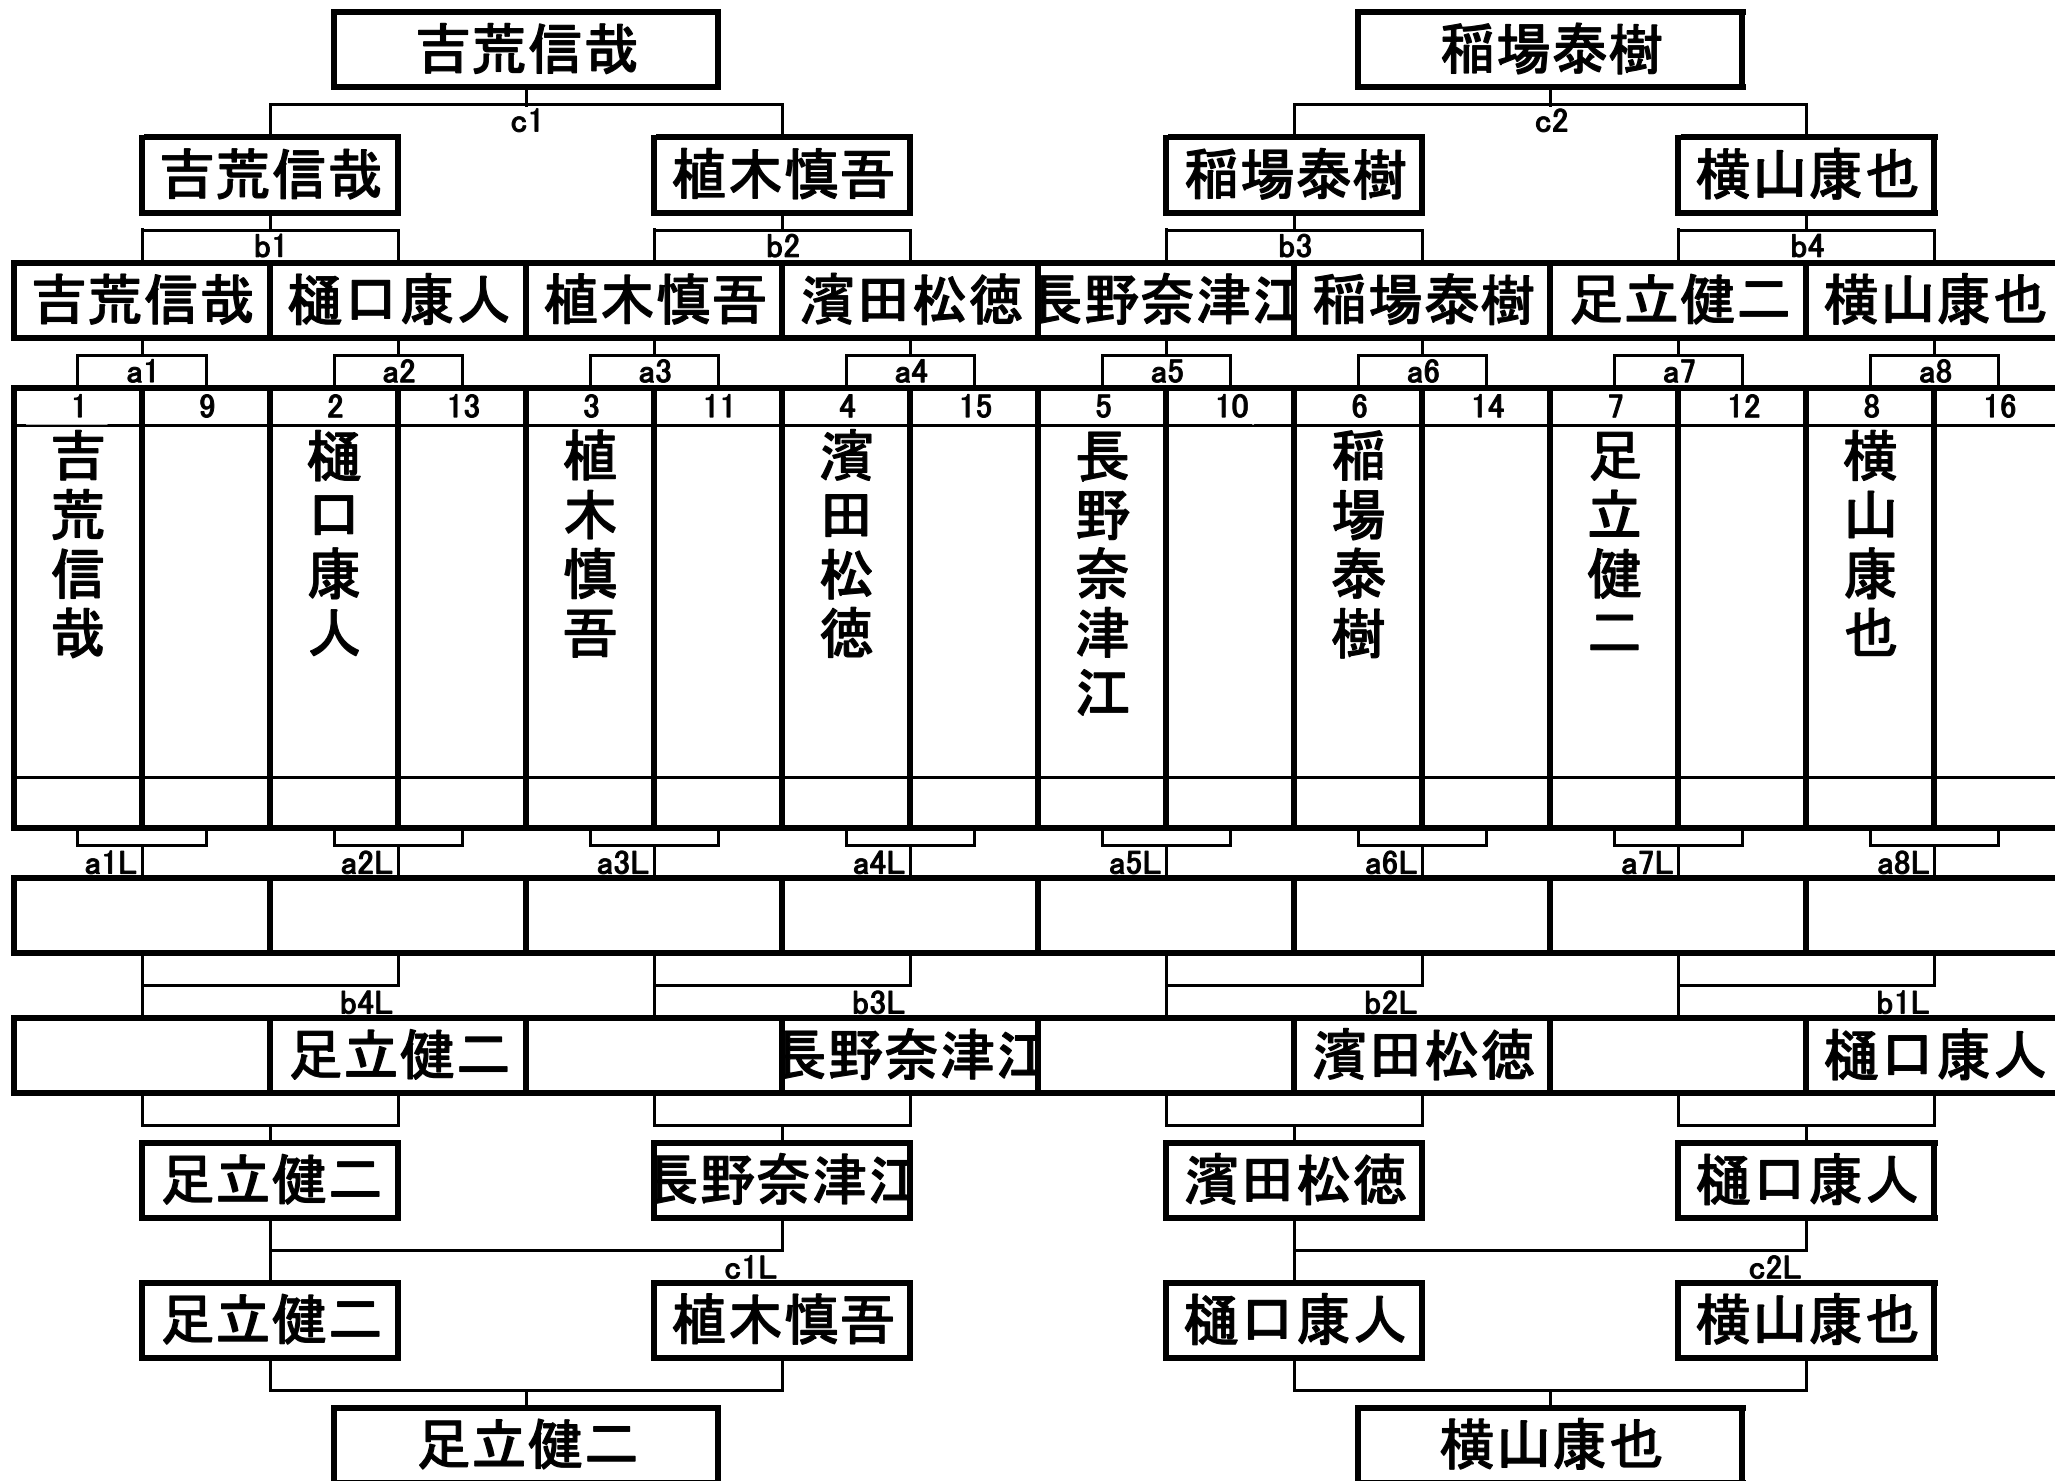 吉荒信哉 稲場泰樹
c1 c2
吉荒信哉 植木慎吾 稲場泰樹 横山康也
b1 b2 b3 b4
吉荒信哉 樋口康人 植木慎吾 濱田松徳 長野奈津江 稲場泰樹 足立健二 横山康也
a1 a2 a3 a4 a5 a6 a7 a8
1 9 2 13 3 11 4 15 5 10 6 14 7 12 8 16
吉荒信哉 樋口康人 植木慎吾 濱田松徳 長野奈津江 稲場泰樹 足立健二 横山康也
a1L a2L a3L a4L a5L a6L a7L a8L
b4L b3L b2L b1L
足立健二 長野奈津江 濱田松徳 樋口康人
足立健二 長野奈津江 濱田松徳 樋口康人
c1L c2L
足立健二 植木慎吾 樋口康人 横山康也
足立健二 横山康也